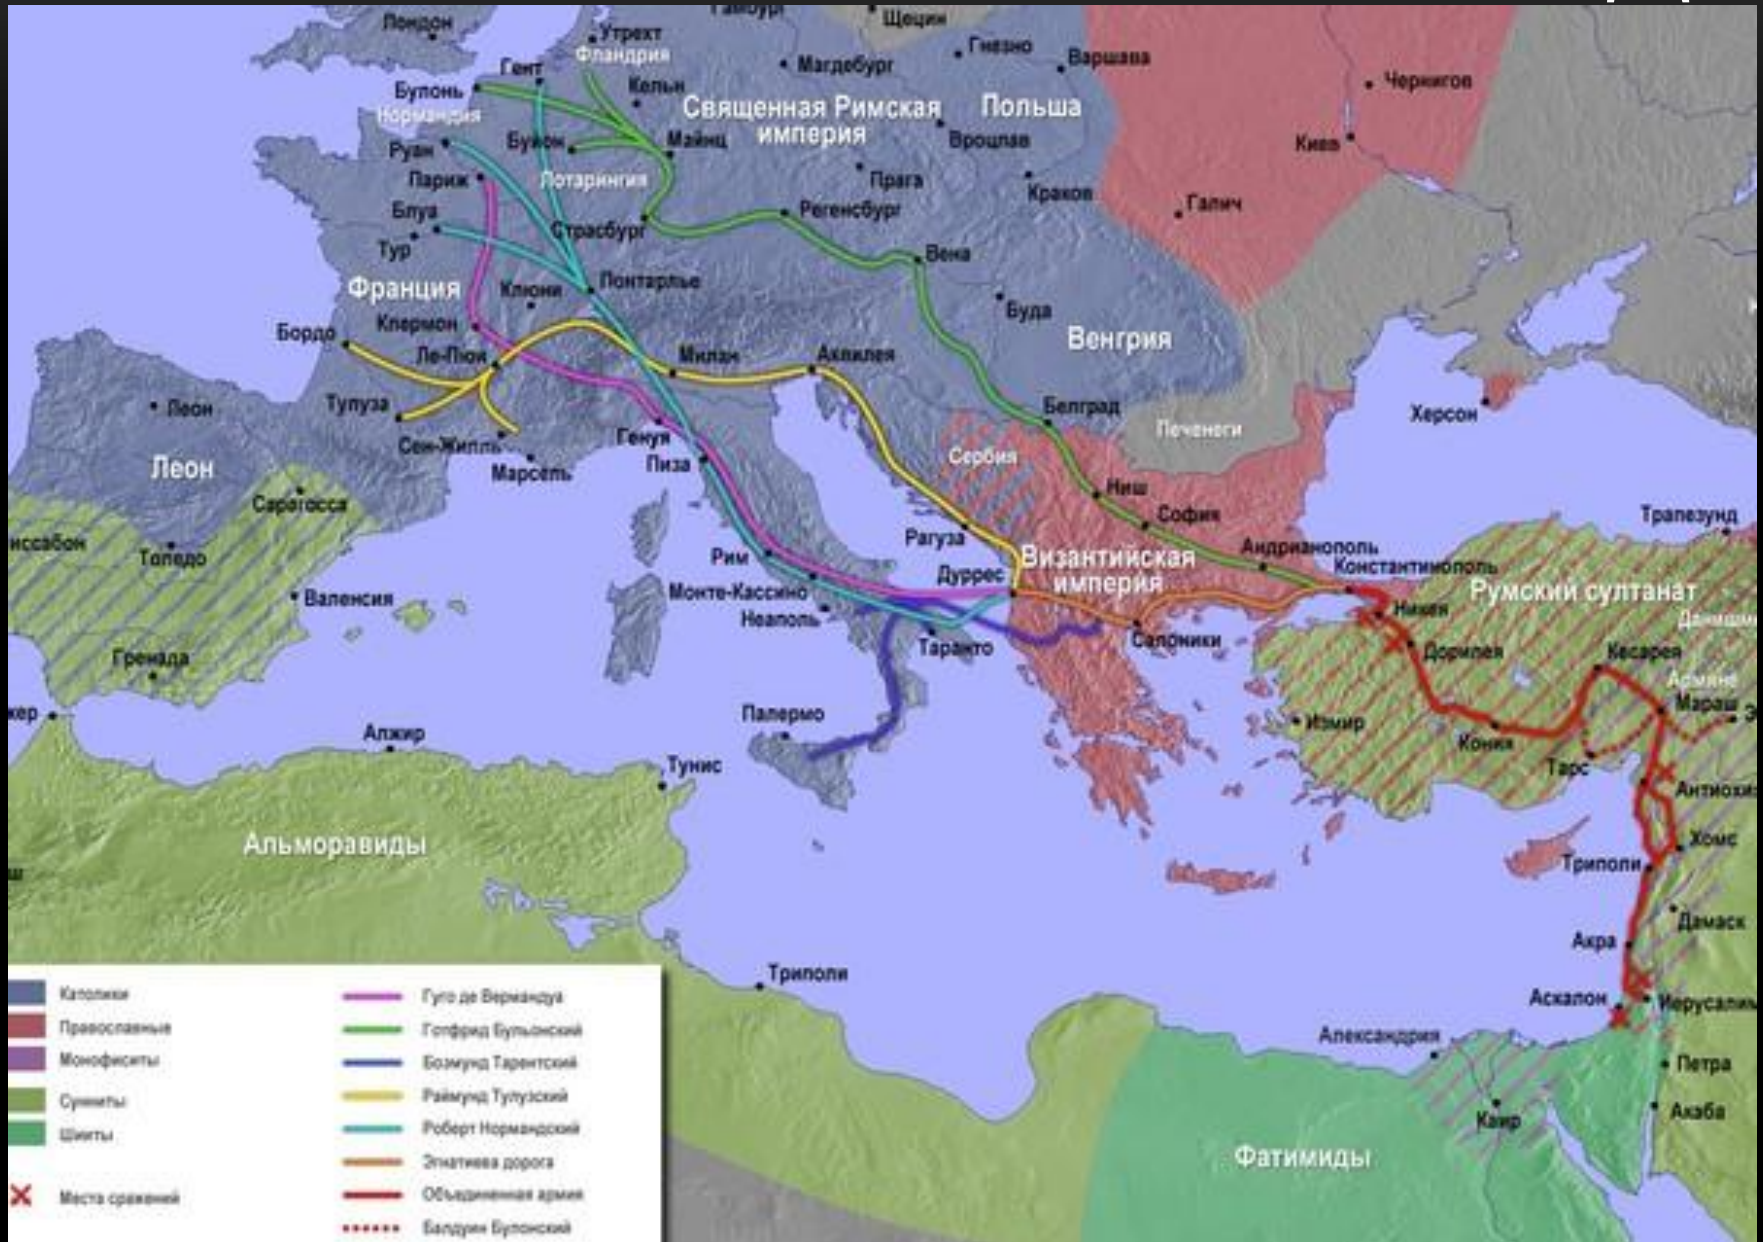 Лондон
Щецин
Утрехт
Фландрия
Гнезно
Варшава
Магдебург
Гент
Булонь
Кельн
Чернигов
Священная Римская
империя
Польша
Нормандия
Руан
Буйон
Майнц
Вроцлав
Киев
Париж
Лотарингия
Прага
Краков
Блуа
Регенсбург
Галич
Тур
Страсбург
Вена
Франция
Клюни
Понтарлье
Буда
Бордо
Клермон
Венгрия
Ле-Пюи
Милан
Аквилея
Леон
Тулуза
Белград
Херсон
Сен-Жилль
Генуя
Печенеги
Леон
Марсель
Пиза
Сербия
Сарагосса
Ниш
София
Трапезунд
иссабон
Толедо
Рим
Рагуза
Андрианополь
Византийская
империя
Константинополь
Дуррес
Румский султанат
Валенсия
Монте-Кассино
Неаполь
Никея
Данишм
Гренада
Таранто
Салоники
Дорилея
Кесарея
Армяне
жер
Палермо
Измир
Мараш
Э
Алжир
Кония
Тунис
Тарс
Антиохи
Альморавиды
Хомс
Триполи
ш
Дамаск
Акра
Триполи
Аскалон
Иерусалим
Александрия
Петра
Каир
Акаба
Фатимиды
Католики
Православные
Монофиситы
Сунниты
Шииты
Места сражений
Гуго де Вермандуа
Готфрид Бульонский
Боэмунд Тарентский
Раймунд Тулузский
Роберт Нормандский
Эгнатиева дорога
Объединенная армия
Балдуин Булонский